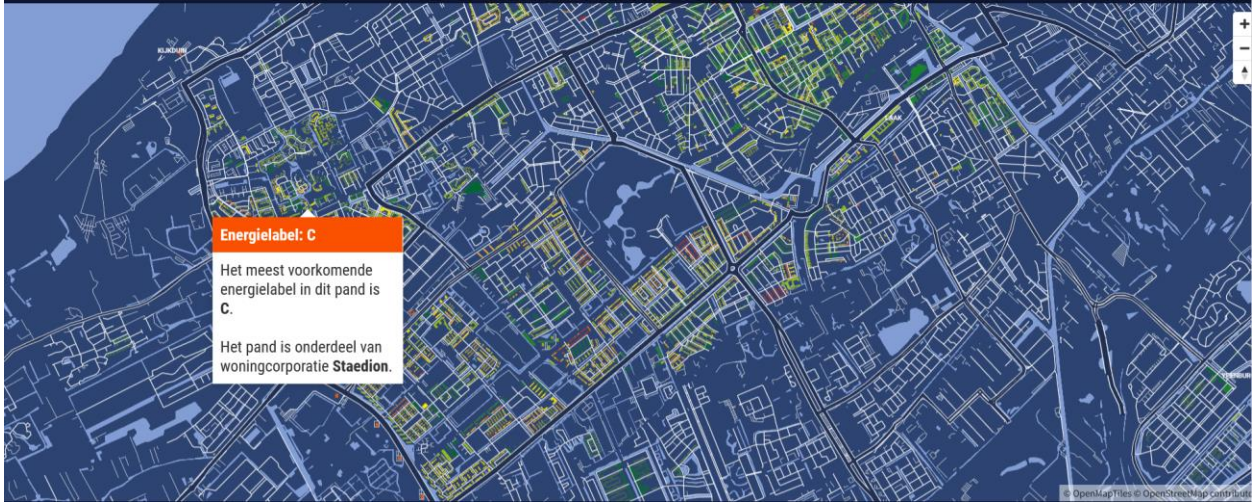 KIJKDUIN
+
−
LAAK
Energielabel: C
Het meest voorkomende
energielabel in dit pand is
C.
Het pand is onderdeel van
woningcorporatie Staedion.
© OpenMapTiles © OpenStreetMap contribute